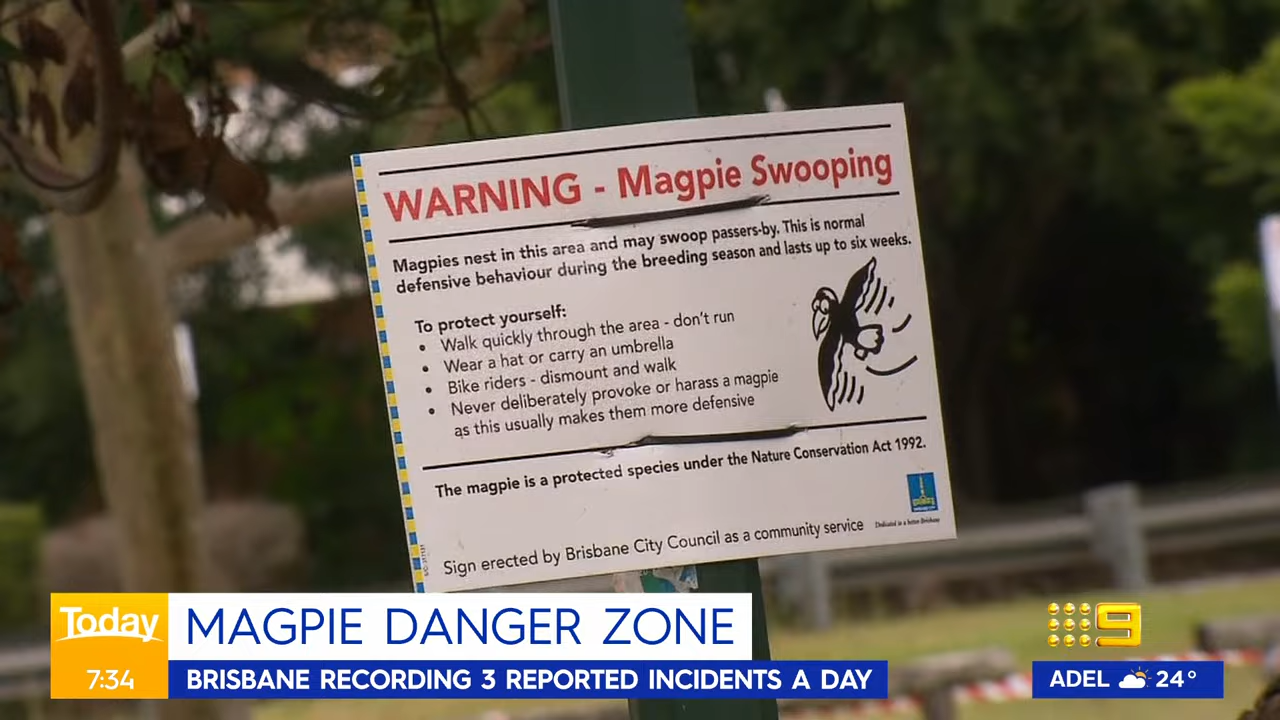 WARNING - Magpie Swooping
Magpies nest in this area and may swoop passers-by. This is normal
defensive behaviour during the breeding season and lasts up to six weeks.
To protect yourself:
• Walk quickly through the area - don't run
• Wear a hat or carry an umbrella
• Bike riders - dismount and walk
• Never deliberately provoke or harass a magpie
as this usually makes them more defensive
The magpie is a protected species under the Nature Conservation Act 1992.
Dedicated to a better Brisbane
Sign erected by Brisbane City Council as a community service
Today
7:34
MAGPIE DANGER ZONE
BRISBANE RECORDING 3 REPORTED INCIDENTS A DAY
9
ADEL 24°